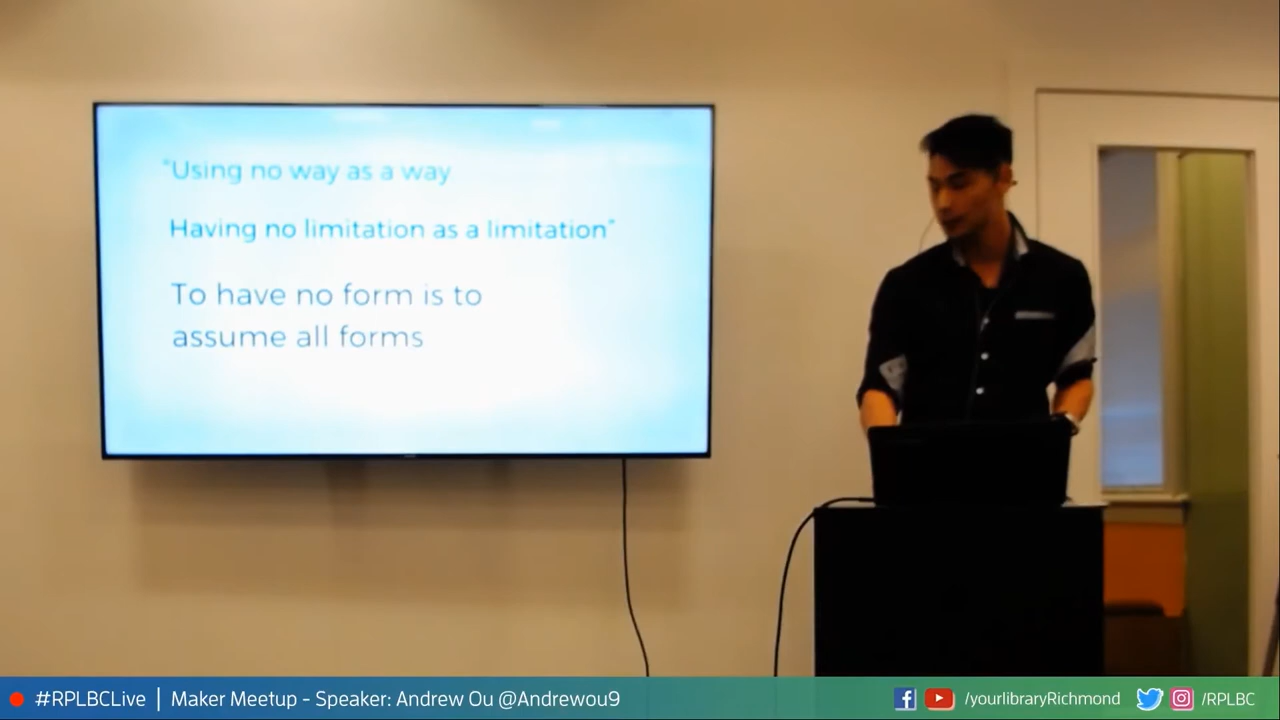 "Using no way as a way
Having no limitation as a limitation"
To have no form is to
assume all forms
#RPLBCLive | Maker Meetup - Speaker: Andrew Ou @Andrewou9
/yourlibraryRichmond
/RPLBC